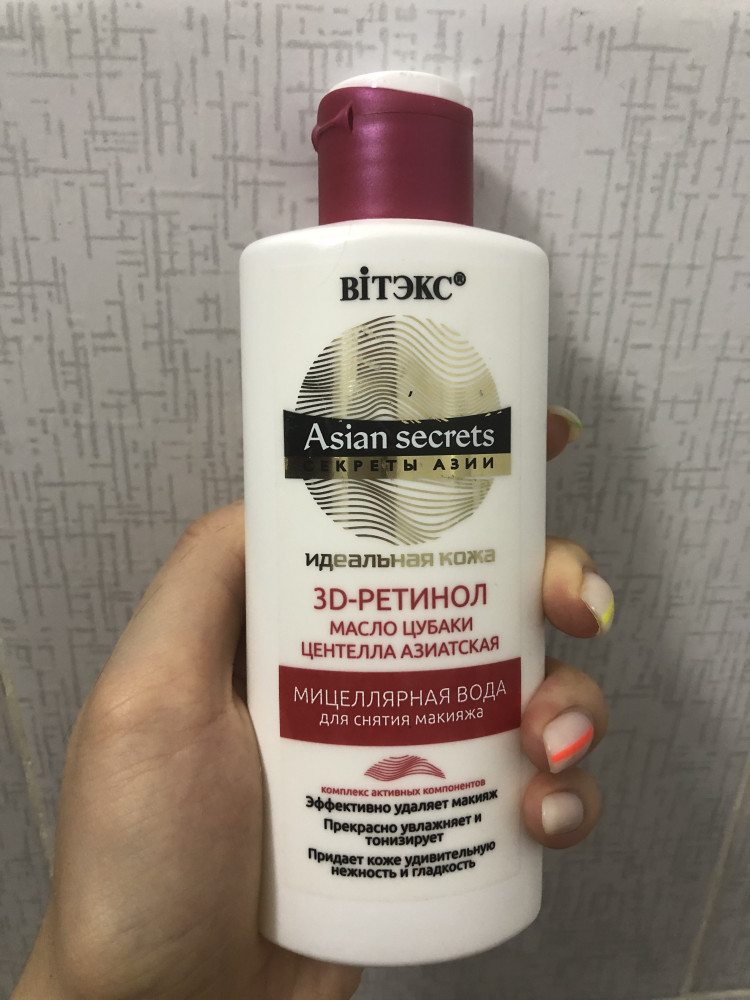 ВІТЭКС®
Asian secrets
СЕКРЕТЫ АЗИИ
идеальная кожа
3D-РЕТИНОЛ
МАСЛО ЦУБАКИ
ЦЕНТЕЛЛА АЗИАТСКАЯ
МИЦЕЛЛЯРНАЯ ВОДА
для снятия макияжа
комплекс активных компонентов
Эффективно удаляет макияж
Прекрасно увлажняет и
тонизирует
Придает коже удивительную
нежность и гладкость